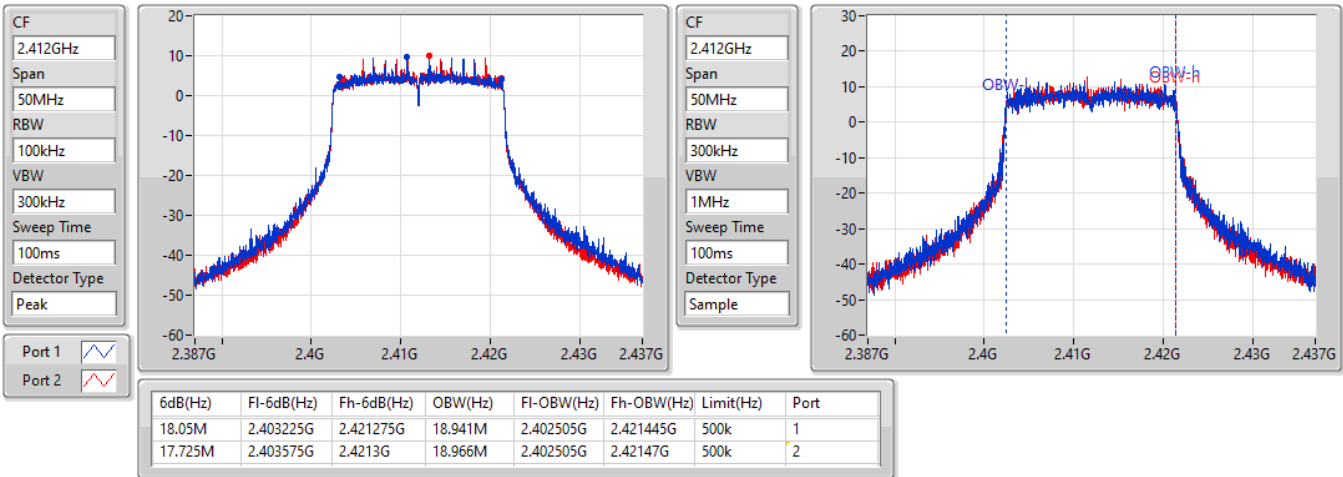 CF
2.412GHz
Span
50MHz
RBW
100kHz
VBW
300kHz
Sweep Time
100ms
Detector Type
Peak
Port 1
Port 2
20
10
0
-10
-20
-30
-40
-50
-60
2.387G 2.4G 2.41G 2.42G 2.43G 2.437G
CF
2.412GHz
Span
50MHz
RBW
300kHz
VBW
1MHz
Sweep Time
100ms
Detector Type
Sample
30
20
10
0
-10
-20
-30
-40
-50
-60
OBW-l
OBW-h
OBW-h
2.387G 2.4G 2.41G 2.42G 2.43G 2.437G
6dB(Hz) Fl-6dB(Hz) Fh-6dB(Hz) OBW(Hz) Fl-OBW(Hz) Fh-OBW(Hz) Limit(Hz) Port
18.05M 2.403225G 2.421275G 18.941M 2.402505G 2.421445G 500k 1
17.725M 2.403575G 2.4213G 18.966M 2.402505G 2.42147G 500k 2